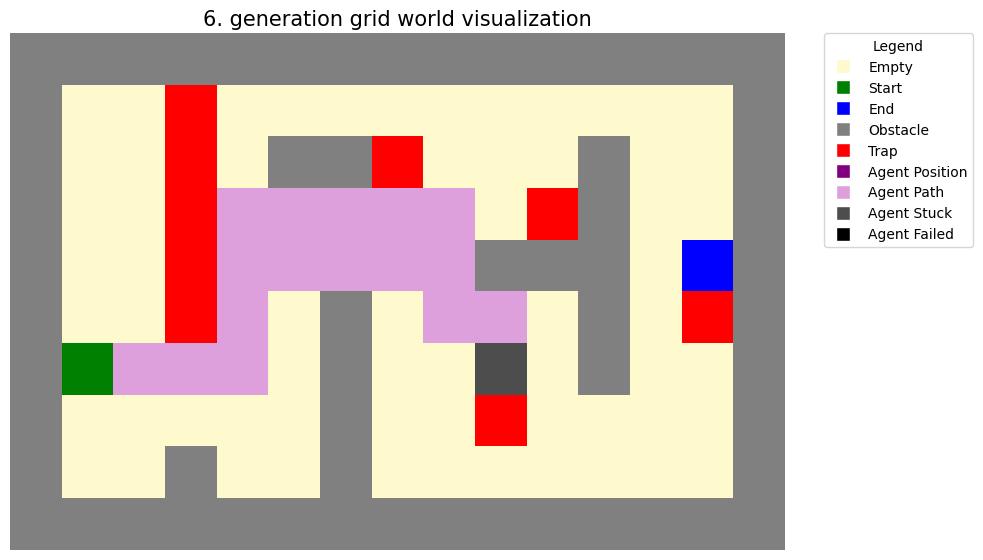 6. generation grid world visualization
Legend
Empty
Start
End
Obstacle
Trap
Agent Position
Agent Path
Agent Stuck
Agent Failed